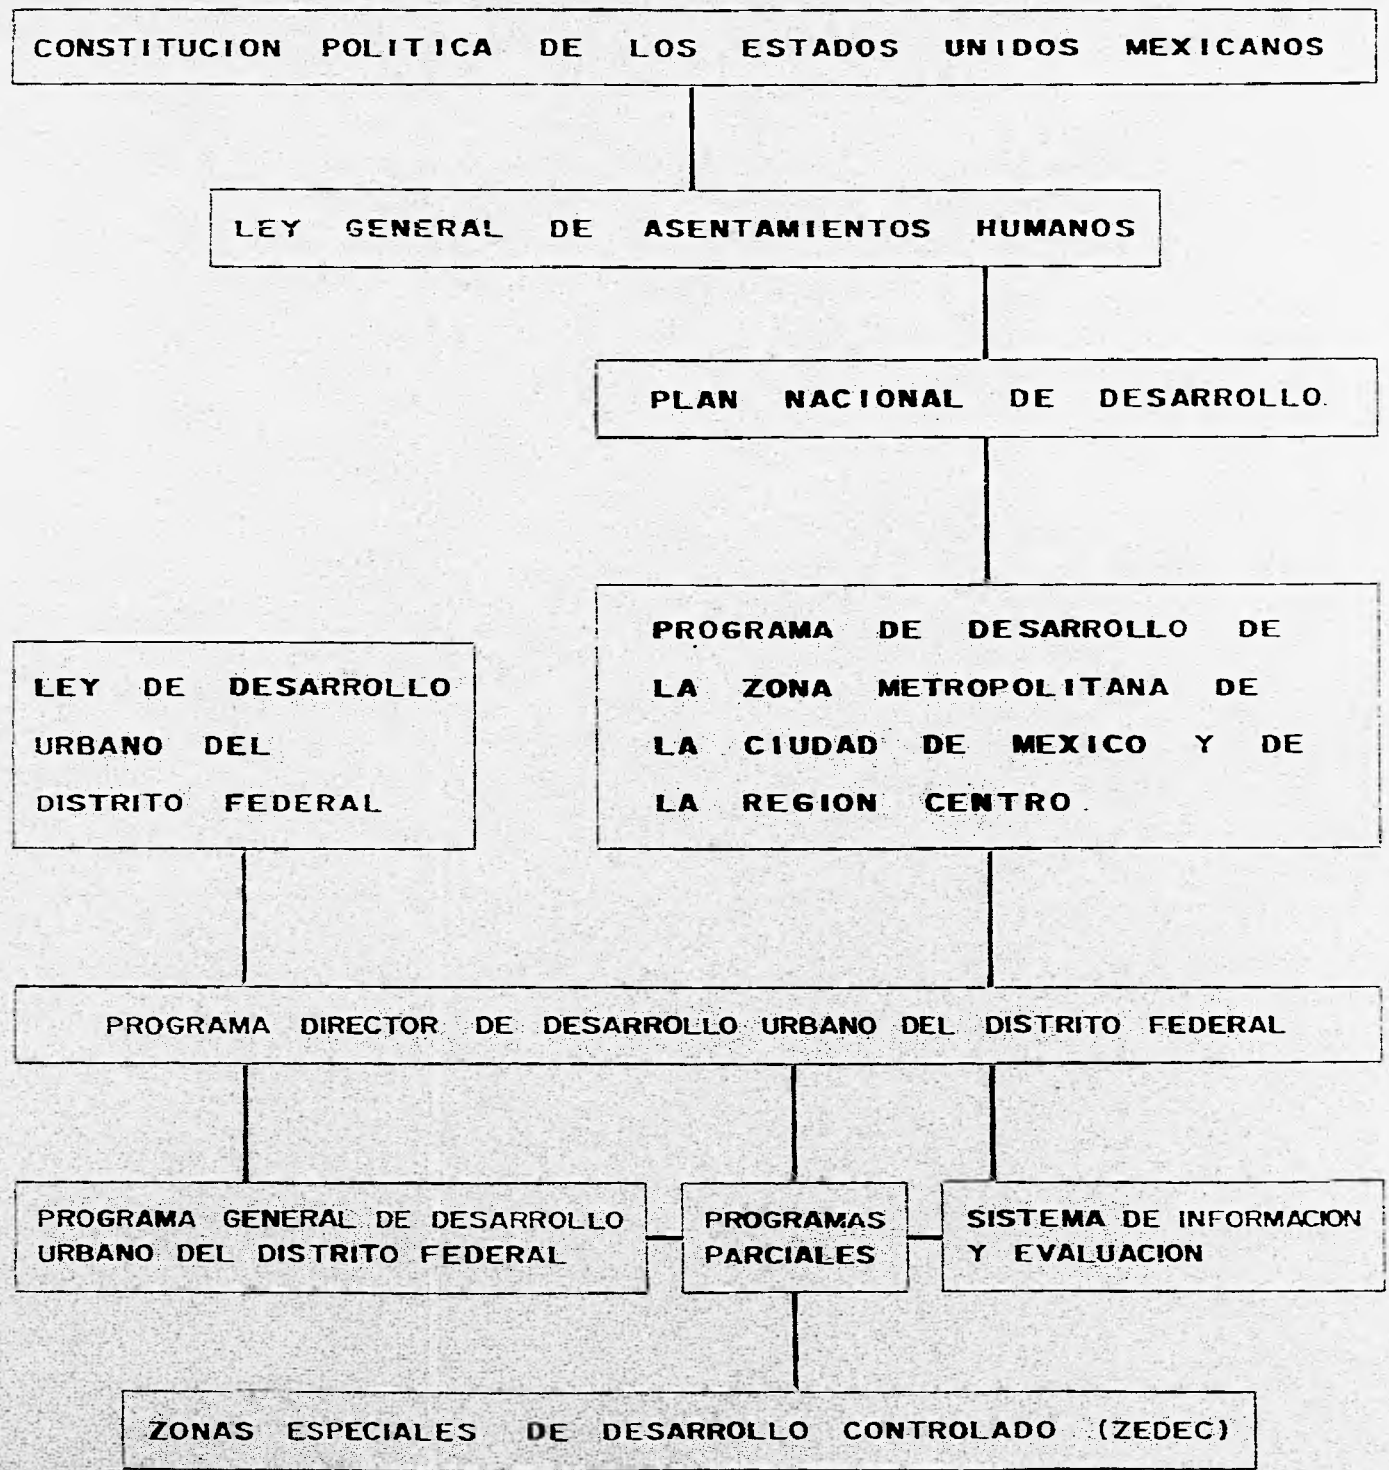 CONSTITUCION POLITICA DE LOS ESTADOS UNIDOS MEXICANOS
LEY GENERAL DE ASENTAMIENTOS HUMANOS
PLAN NACIONAL DE DESARROLLO.
PROGRAMA DE DESARROLLO DE
LA ZONA METROPOLITANA DE
LA CIUDAD DE MEXICO Y DE
LA REGION CENTRO.
LEY DE DESARROLLO
URBANO DEL
DISTRITO FEDERAL
PROGRAMA DIRECTOR DE DESARROLLO URBANO DEL DISTRITO FEDERAL
PROGRAMA GENERAL DE DESARROLLO
URBANO DEL DISTRITO FEDERAL
PROGRAMAS
PARCIALES
SISTEMA DE INFORMACION
Y EVALUACION
ZONAS ESPECIALES DE DESARROLLO CONTROLADO (ZEDEC)